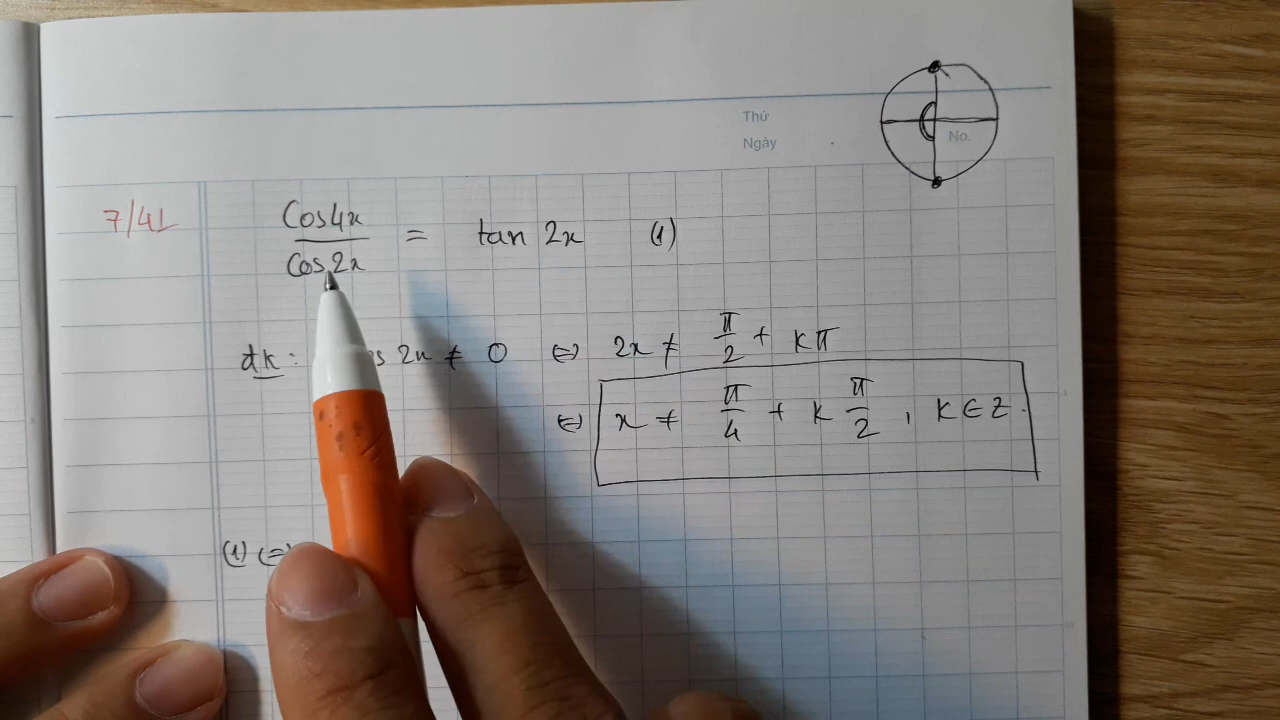 Thứ
Ngày
No.
7/41
Cos4x / Cos2x = tan 2x (1)
đk: s 2x ≠ 0 ⇔ 2x ≠ π/2 + kπ
⇔ x ≠ π/4 + k π/2 , k ∈ Z.
(1) ⇔